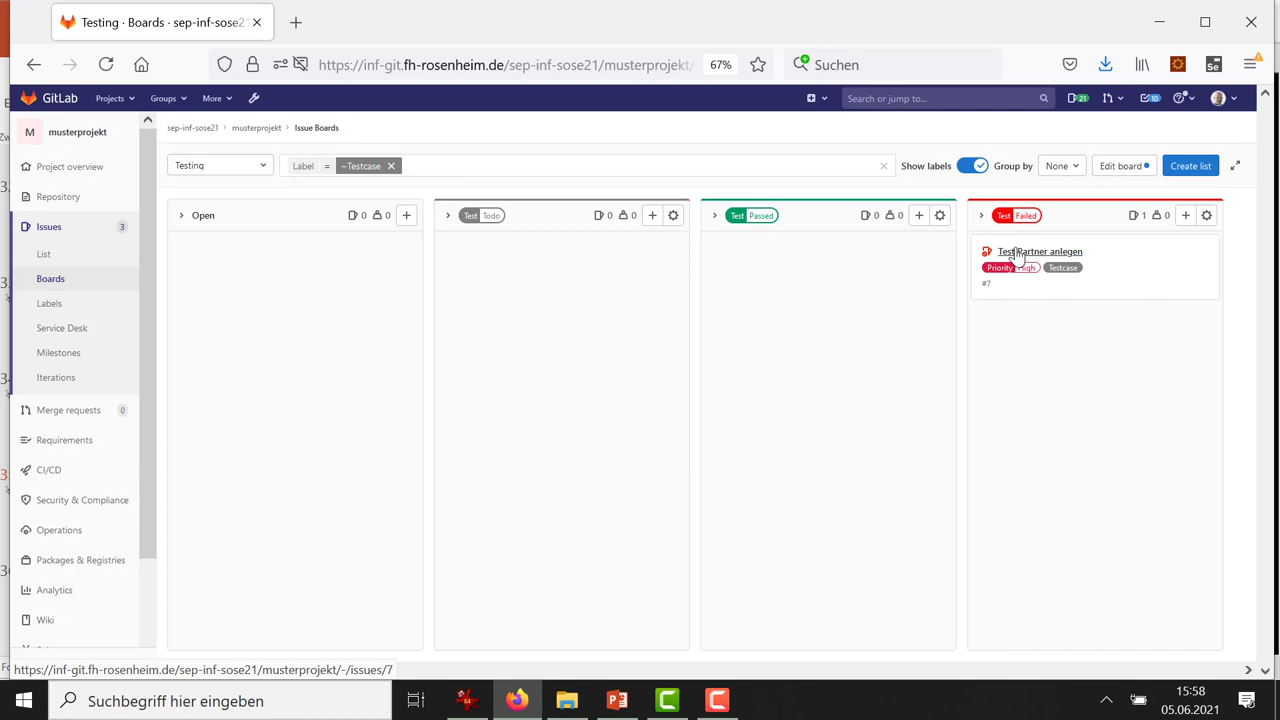 Testing · Boards · sep-inf-sose21
https://inf-git.fh-rosenheim.de/sep-inf-sose21/musterprojekt/
67%
Suchen
GitLab
Projects
Groups
More
Search or jump to...
21
10
M
musterprojekt
sep-inf-sose21 > musterprojekt > Issue Boards
Testing
Label = ~Testcase
Show labels
Group by
None
Edit board
Create list
Project overview
Repository
Issues 3
List
Boards
Labels
Service Desk
Milestones
Iterations
Merge requests 0
Requirements
CI/CD
Security & Compliance
Operations
Packages & Registries
Analytics
Wiki
Open 0 0
Test Todo 0 0
Test Passed 0 0
Test Failed 1 0
Test Partner anlegen
Priority High Testcase
#7
https://inf-git.fh-rosenheim.de/sep-inf-sose21/musterprojekt/-/issues/7
Suchbegriff hier eingeben
15:58
05.06.2021